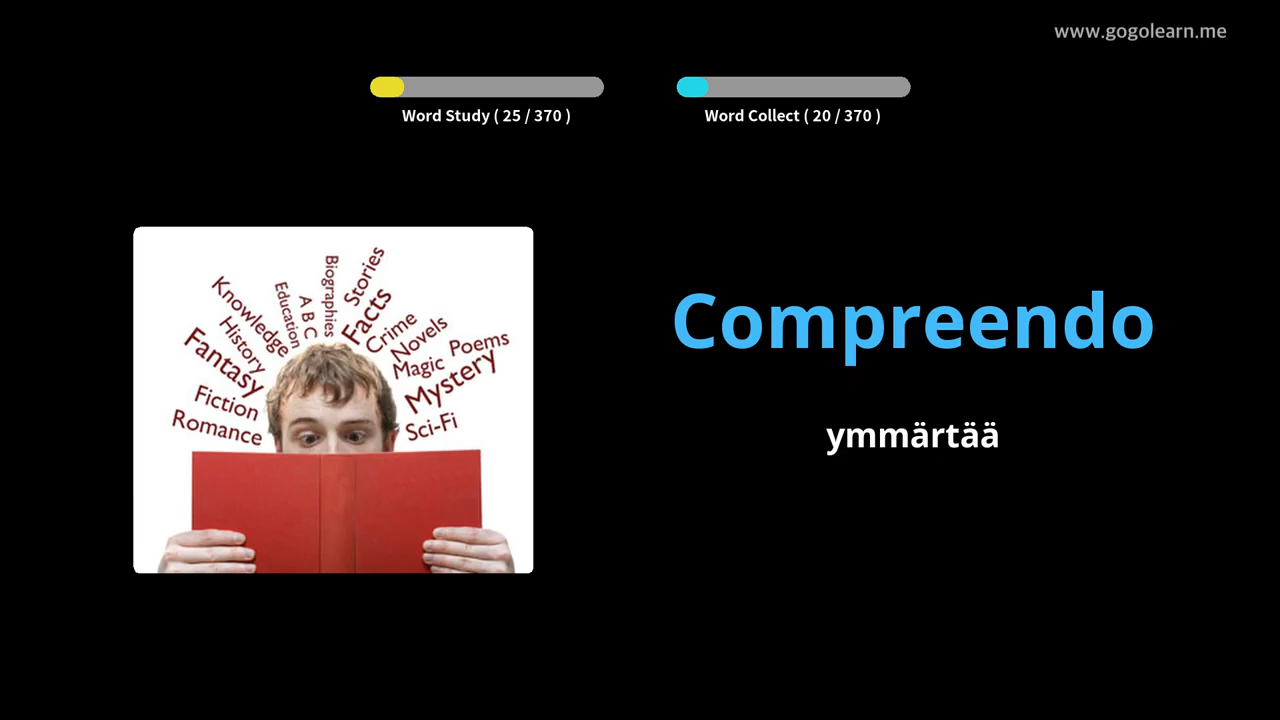 www.gogolearn.me
Word Study ( 25 / 370 )
Word Collect ( 20 / 370 )
Knowledge
History
Fantasy
Fiction
Romance
Education
A B C
Biographies
Stories
Facts
Crime
Novels
Magic
Poems
Mystery
Sci-Fi
Compreendo
ymmärtää